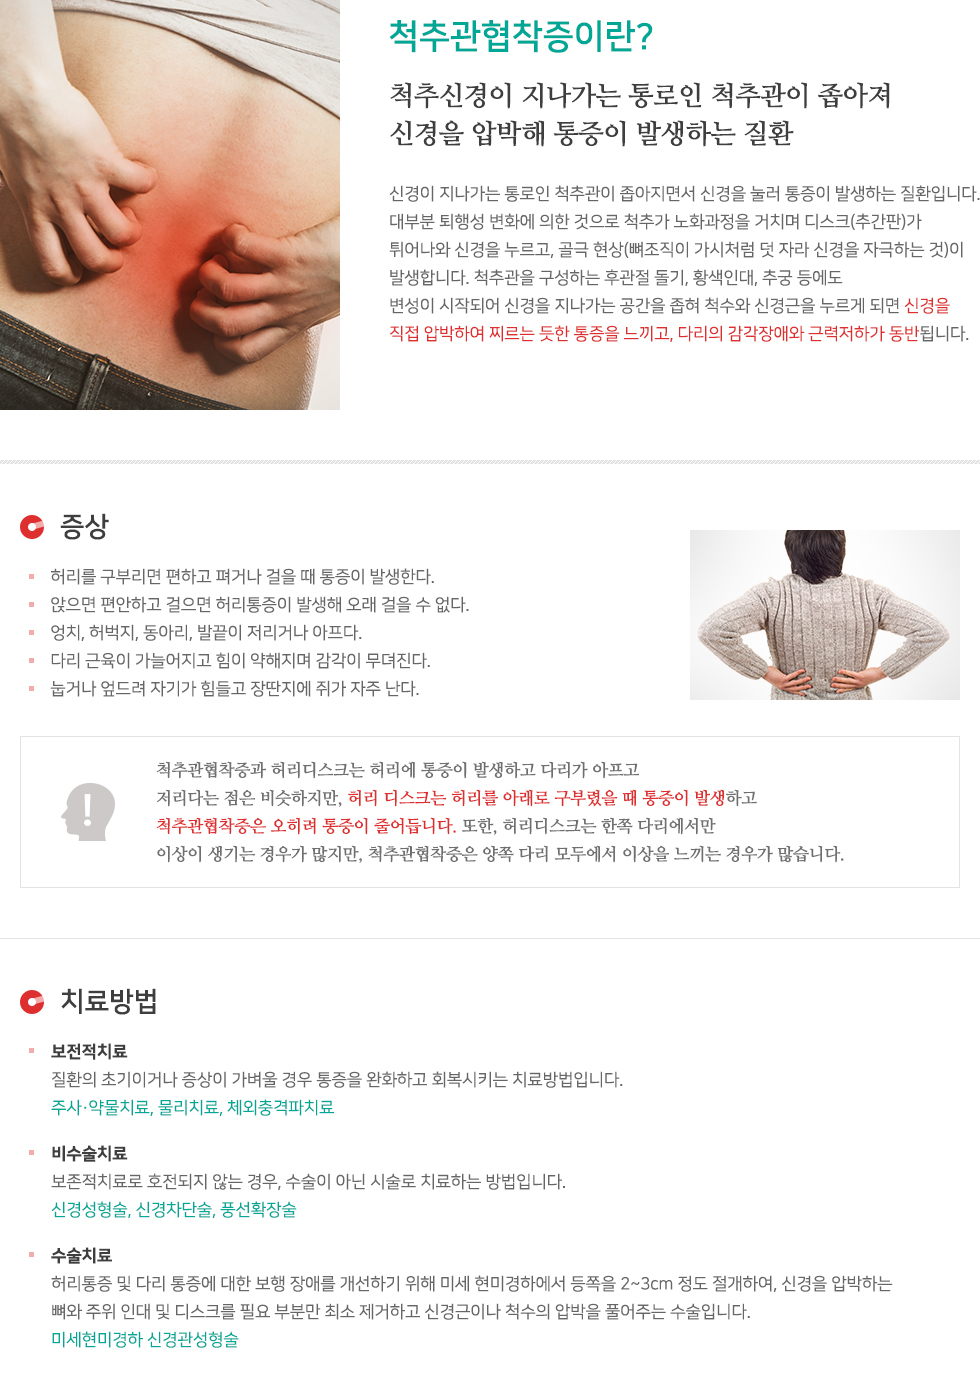 척추관협착증이란?
척추신경이 지나가는 통로인 척추관이 좁아져
신경을 압박해 통증이 발생하는 질환
신경이 지나가는 통로인 척추관이 좁아지면서 신경을 눌러 통증이 발생하는 질환입니다.
대부분 퇴행성 변화에 의한 것으로 척추가 노화과정을 거치며 디스크(추간판)가
튀어나와 신경을 누르고, 골극 현상(뼈조직이 가시처럼 덧 자라 신경을 자극하는 것)이
발생합니다. 척추관을 구성하는 후관절 돌기, 황색인대, 추궁 등에도
변성이 시작되어 신경을 지나가는 공간을 좁혀 척수와 신경근을 누르게 되면 신경을
직접 압박하여 찌르는 듯한 통증을 느끼고, 다리의 감각장애와 근력저하가 동반됩니다.
증상
허리를 구부리면 편하고 펴거나 걸을 때 통증이 발생한다.
앉으면 편안하고 걸으면 허리통증이 발생해 오래 걸을 수 없다.
엉치, 허벅지, 동아리, 발끝이 저리거나 아프다.
다리 근육이 가늘어지고 힘이 약해지며 감각이 무뎌진다.
눕거나 엎드려 자기가 힘들고 장딴지에 쥐가 자주 난다.
척추관협착증과 허리디스크는 허리에 통증이 발생하고 다리가 아프고
저리다는 점은 비슷하지만, 허리 디스크는 허리를 아래로 구부렸을 때 통증이 발생하고
척추관협착증은 오히려 통증이 줄어듭니다. 또한, 허리디스크는 한쪽 다리에서만
이상이 생기는 경우가 많지만, 척추관협착증은 양쪽 다리 모두에서 이상을 느끼는 경우가 많습니다.
치료방법
보전적치료
질환의 초기이거나 증상이 가벼울 경우 통증을 완화하고 회복시키는 치료방법입니다.
주사·약물치료, 물리치료, 체외충격파치료
비수술치료
보존적치료로 호전되지 않는 경우, 수술이 아닌 시술로 치료하는 방법입니다.
신경성형술, 신경차단술, 풍선확장술
수술치료
허리통증 및 다리 통증에 대한 보행 장애를 개선하기 위해 미세 현미경하에서 등쪽을 2~3cm 정도 절개하여, 신경을 압박하는
뼈와 주위 인대 및 디스크를 필요 부분만 최소 제거하고 신경근이나 척수의 압박을 풀어주는 수술입니다.
미세현미경하 신경관성형술